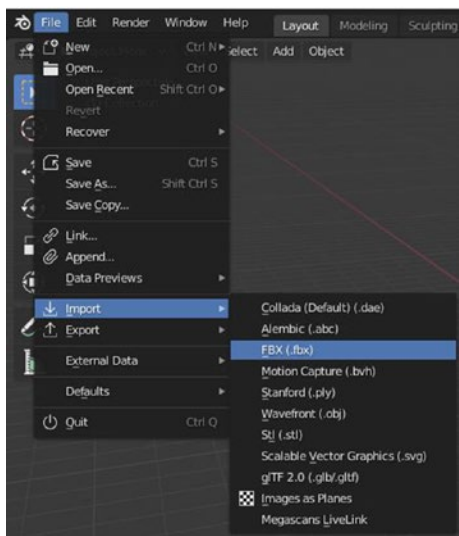 File Edit Render Window Help Layout Modeling Sculpting
New Ctrl N
Select Add Object
Open... Ctrl O
Open Recent Shift Ctrl O
Revert
Recover
Save Ctrl S
Save As... Shift Ctrl S
Save Copy...
Link...
Append...
Data Previews
Import
Export
External Data
Defaults
Quit Ctrl Q
Collada (Default) (.dae)
Alembic (.abc)
FBX (.fbx)
Motion Capture (.bvh)
Stanford (.ply)
Wavefront (.obj)
Stl (.stl)
Scalable Vector Graphics (.svg)
glTF 2.0 (.glb/.gltf)
Images as Planes
Megascans LiveLink